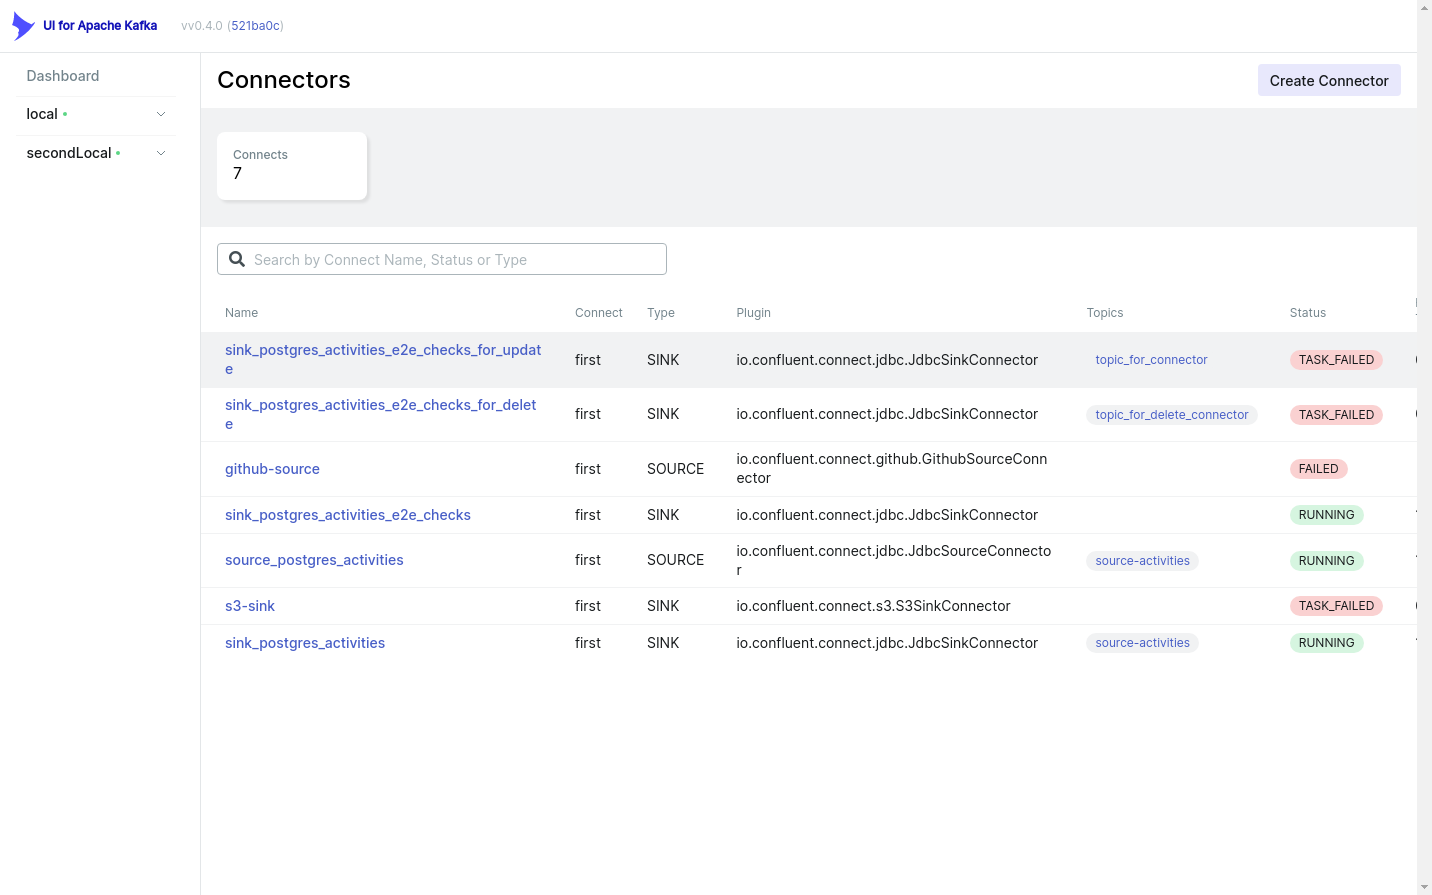 UI for Apache Kafka vv0.4.0 (521ba0c)
Dashboard
local
secondLocal
Connectors
Create Connector
Connects
7
Search by Connect Name, Status or Type
Name Connect Type Plugin Topics Status
sink_postgres_activities_e2e_checks_for_updat
e
first SINK io.confluent.connect.jdbc.JdbcSinkConnector topic_for_connector TASK_FAILED
sink_postgres_activities_e2e_checks_for_delet
e
first SINK io.confluent.connect.jdbc.JdbcSinkConnector topic_for_delete_connector TASK_FAILED
github-source first SOURCE
io.confluent.connect.github.GithubSourceConn
ector
FAILED
sink_postgres_activities_e2e_checks first SINK io.confluent.connect.jdbc.JdbcSinkConnector RUNNING
source_postgres_activities first SOURCE
io.confluent.connect.jdbc.JdbcSourceConnecto
r
source-activities RUNNING
s3-sink first SINK io.confluent.connect.s3.S3SinkConnector TASK_FAILED
sink_postgres_activities first SINK io.confluent.connect.jdbc.JdbcSinkConnector source-activities RUNNING